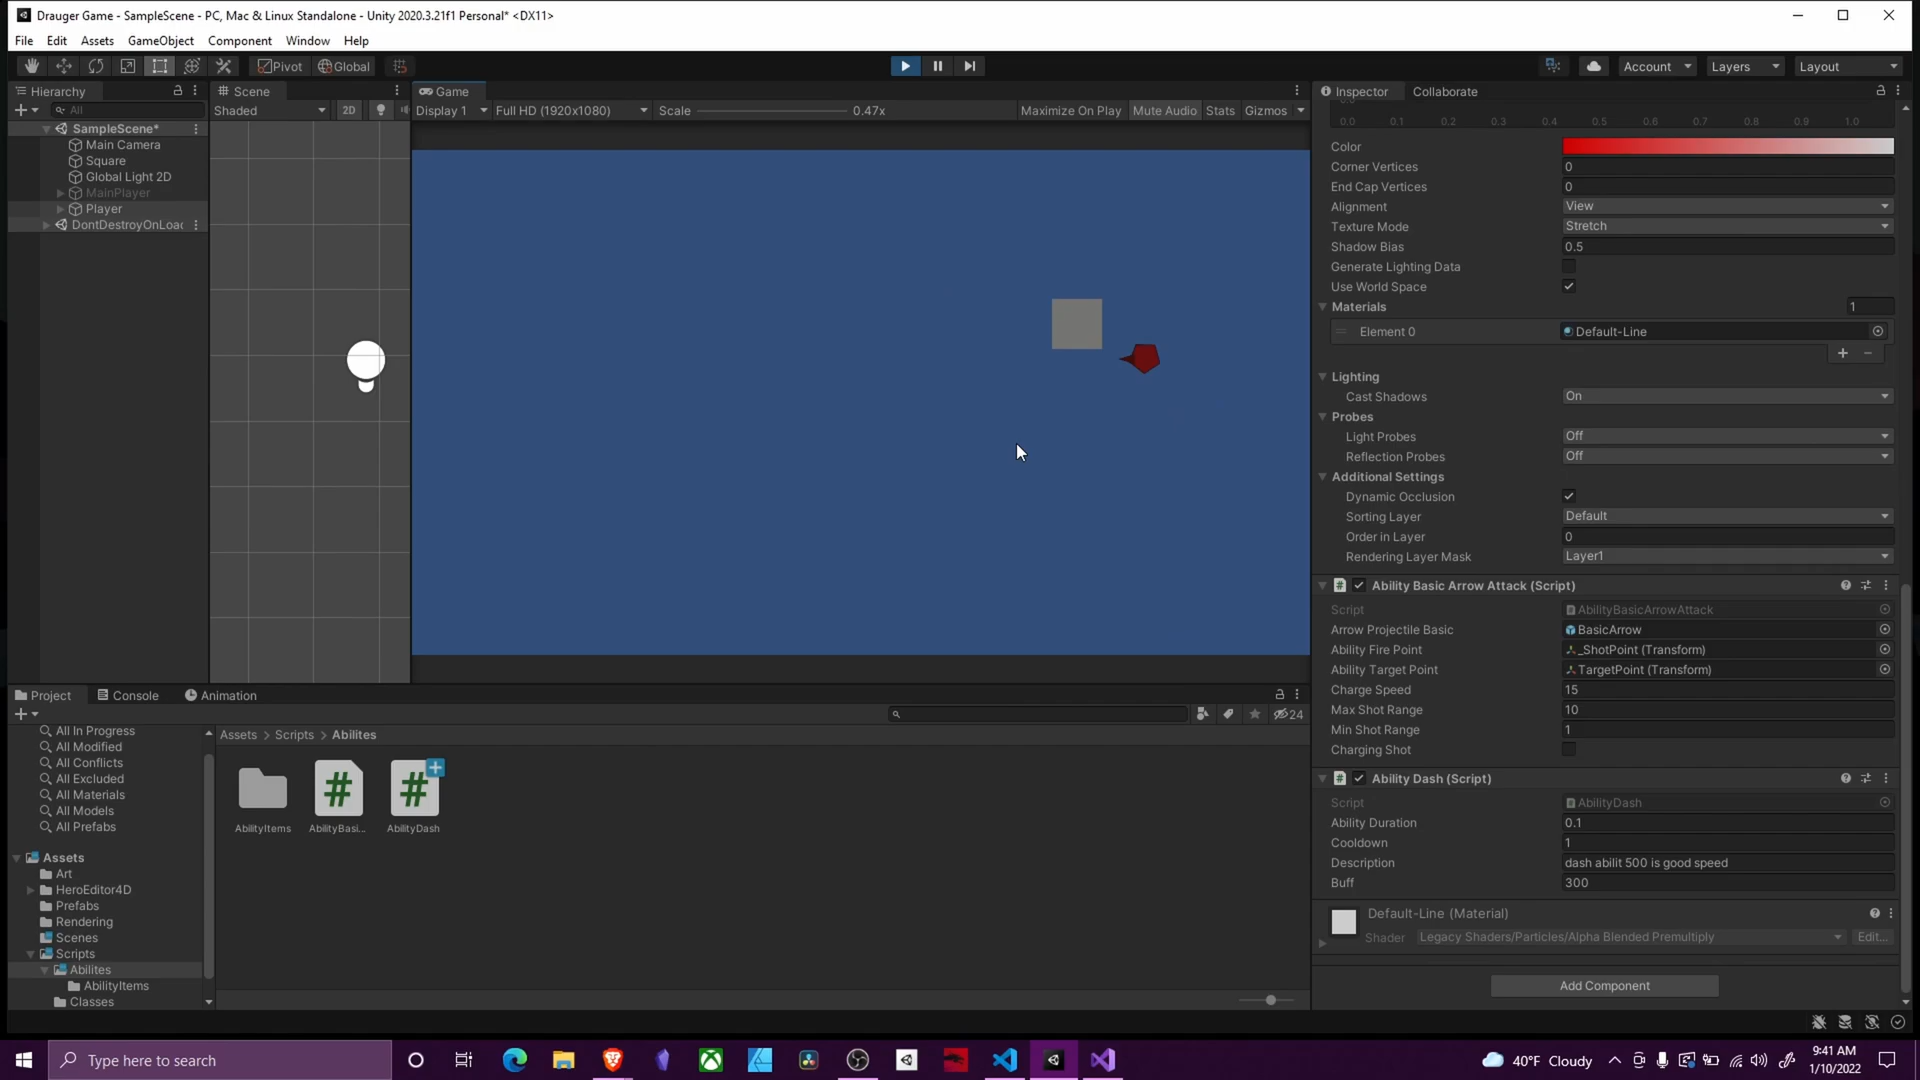 Drauger Game - SampleScene - PC, Mac & Linux Standalone - Unity 2020.3.21f1 Personal* <DX11>
File Edit Assets GameObject Component Window Help
Pivot Global Account Layers Layout
Hierarchy Scene Game Inspector Collaborate
All Shaded 2D Display 1 Full HD (1920x1080) Scale 0.47x Maximize On Play Mute Audio Stats Gizmos
0.0 0.1 0.2 0.3 0.4 0.5 0.6 0.7 0.8 0.9 1.0
SampleScene*
Main Camera
Square
Global Light 2D
MainPlayer
Player
DontDestroyOnLoad
Color
Corner Vertices 0
End Cap Vertices 0
Alignment View
Texture Mode Stretch
Shadow Bias 0.5
Generate Lighting Data
Use World Space
Materials 1
Element 0 Default-Line
Lighting
Cast Shadows On
Probes
Light Probes Off
Reflection Probes Off
Additional Settings
Dynamic Occlusion
Sorting Layer Default
Order in Layer 0
Rendering Layer Mask Layer1
Ability Basic Arrow Attack (Script)
Script AbilityBasicArrowAttack
Arrow Projectile Basic BasicArrow
Ability Fire Point _ShotPoint (Transform)
Ability Target Point TargetPoint (Transform)
Charge Speed 15
Max Shot Range 10
Min Shot Range 1
Charging Shot
Ability Dash (Script)
Script AbilityDash
Ability Duration 0.1
Cooldown 1
Description dash abilit 500 is good speed
Buff 300
Default-Line (Material)
Shader Legacy Shaders/Particles/Alpha Blended Premultiply Edit...
Add Component
Project Console Animation
24
All In Progress
All Modified
All Conflicts
All Excluded
All Materials
All Models
All Prefabs
Assets
Art
HeroEditor4D
Prefabs
Rendering
Scenes
Scripts
Abilites
AbilityItems
Classes
Assets > Scripts > Abilites
AbilityItems AbilityBasi... AbilityDash
Type here to search
40°F Cloudy
9:41 AM
1/10/2022